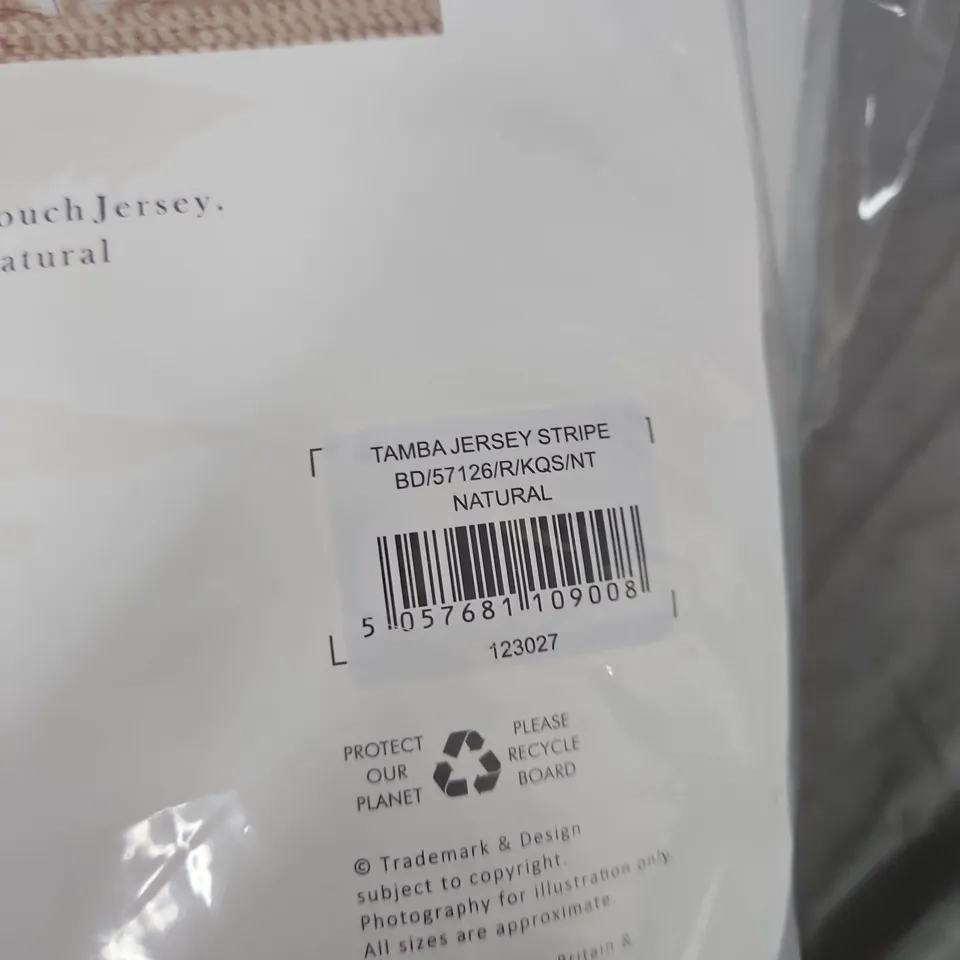 ouch Jersey.
atural
TAMBA JERSEY STRIPE
BD/57126/R/KQS/NT
NATURAL
5 057681 109008
123027
PROTECT
OUR
PLANET
PLEASE
RECYCLE
BOARD
© Trademark & Design
subject to copyright.
Photography for illustration only.
All sizes are approximate.
Britain &